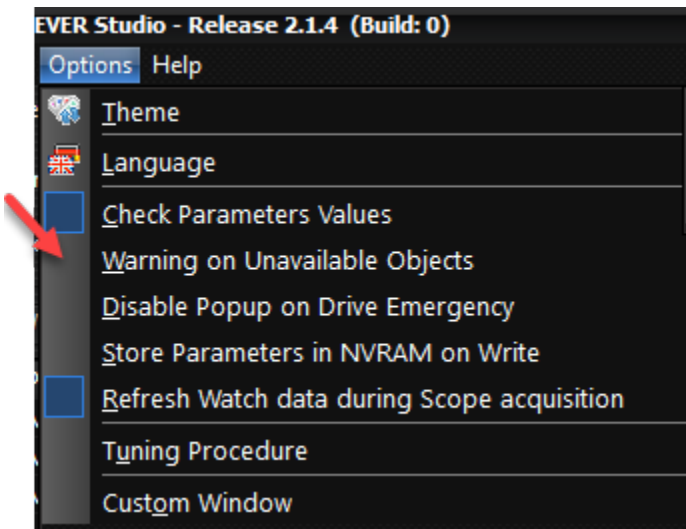 EVER Studio - Release 2.1.4 (Build: 0)
Options Help
Theme
Language
Check Parameters Values
Warning on Unavailable Objects
Disable Popup on Drive Emergency
Store Parameters in NVRAM on Write
Refresh Watch data during Scope acquisition
Tuning Procedure
Custom Window